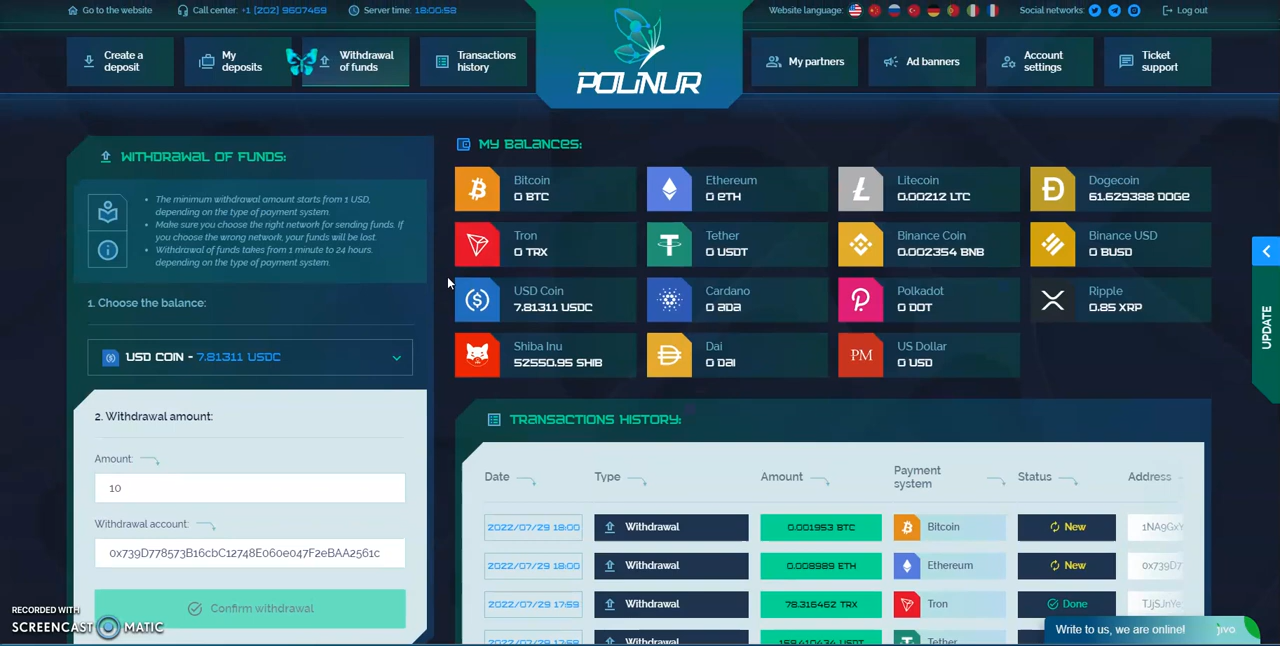 Go to the website
Call center: +1 (202) 9607469
Server time: 18:00:58
Website language:
Social networks:
Log out
Create a
deposit
My
deposits
Withdrawal
of funds
Transactions
history
POLINUR
My partners
Ad banners
Account
settings
Ticket
support
WITHDRAWAL OF FUNDS:
The minimum withdrawal amount starts from 1 USD,
depending on the type of payment system.
Make sure you choose the right network for sending funds. If
you choose the wrong network, your funds will be lost.
Withdrawal of funds takes from 1 minute to 24 hours,
depending on the type of payment system.
1. Choose the balance:
USD COIN - 7.81311 USDC
2. Withdrawal amount:
Amount:
10
Withdrawal account:
0x739D778573B16cbC12748E060e047F2eBAA2561c
Confirm withdrawal
MY BALANCES:
Bitcoin
0 BTC
Ethereum
0 ETH
Litecoin
0.00212 LTC
Dogecoin
61.629388 DOGE
Tron
0 TRX
Tether
0 USDT
Binance Coin
0.002354 BNB
Binance USD
0 BUSD
USD Coin
7.81311 USDC
Cardano
0 ADA
Polkadot
0 DOT
Ripple
0.85 XRP
Shiba Inu
52550.95 SHIB
Dai
0 DAI
PM
US Dollar
0 USD
UPDATE
TRANSACTIONS HISTORY:
Date
Type
Amount
Payment
system
Status
Address
2022/07/29 18:00
Withdrawal
0.001953 BTC
Bitcoin
New
1NA9GxY
2022/07/29 18:00
Withdrawal
0.008989 ETH
Ethereum
New
0x739D7
2022/07/29 17:59
Withdrawal
78.316462 TRX
Tron
Done
TJjSJnYe
Withdrawal
Tether
Write to us, we are online!
jivo
RECORDED WITH
SCREENCAST MATIC